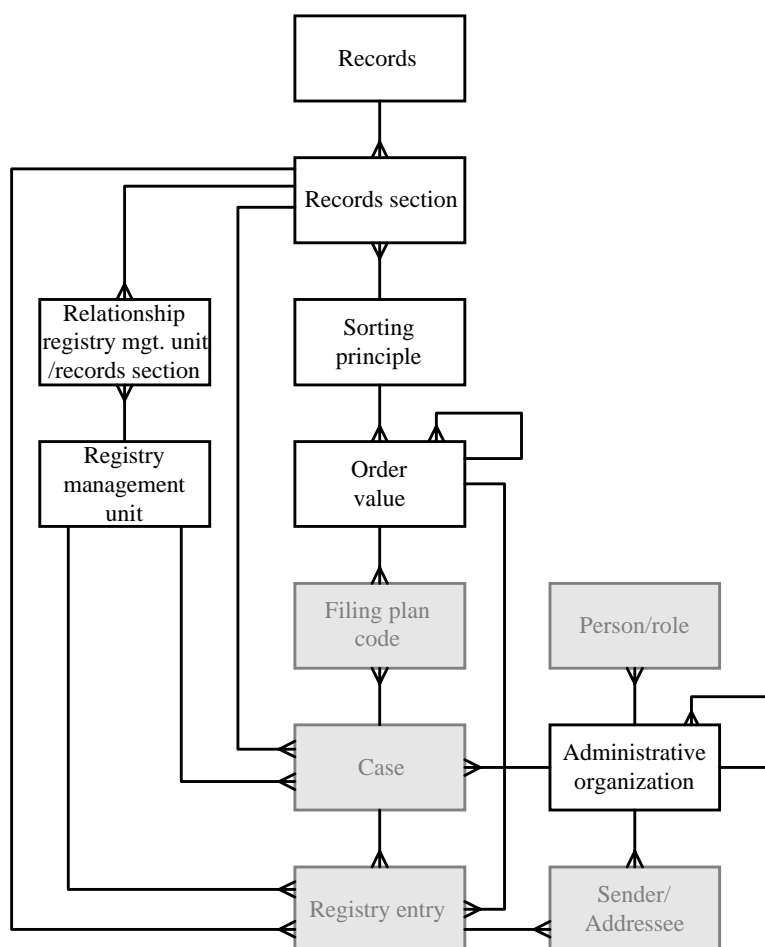 Records
Records section
Relationship
registry mgt. unit
/records section
Sorting
principle
Registry
management
unit
Order
value
Filing plan
code
Person/role
Case
Administrative
organization
Registry entry
Sender/
Addressee